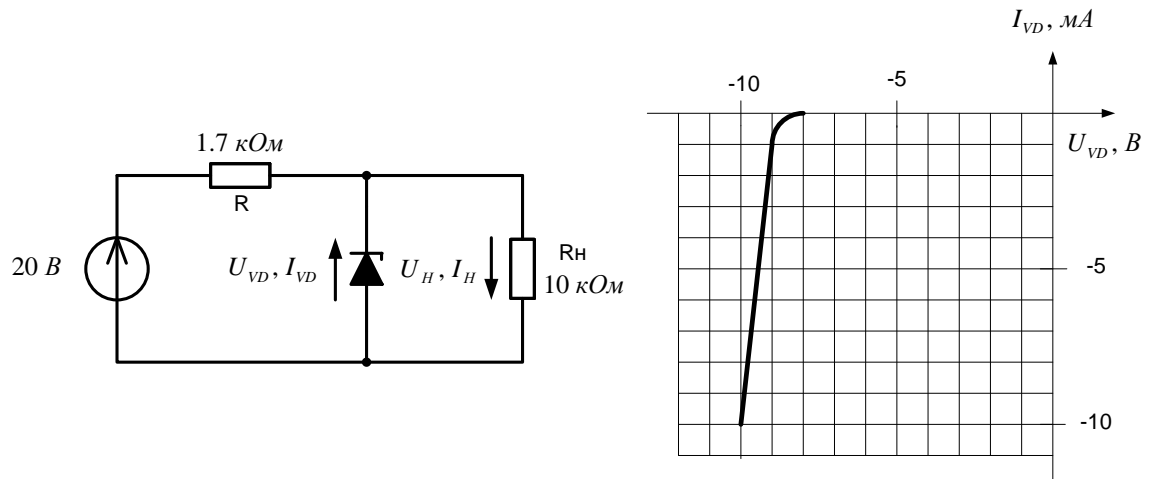 1.7 кОм
R
20 В
U_VD, I_VD
U_H, I_H
Rн
10 кОм
I_VD, мА
-10
-5
U_VD, В
-5
-10